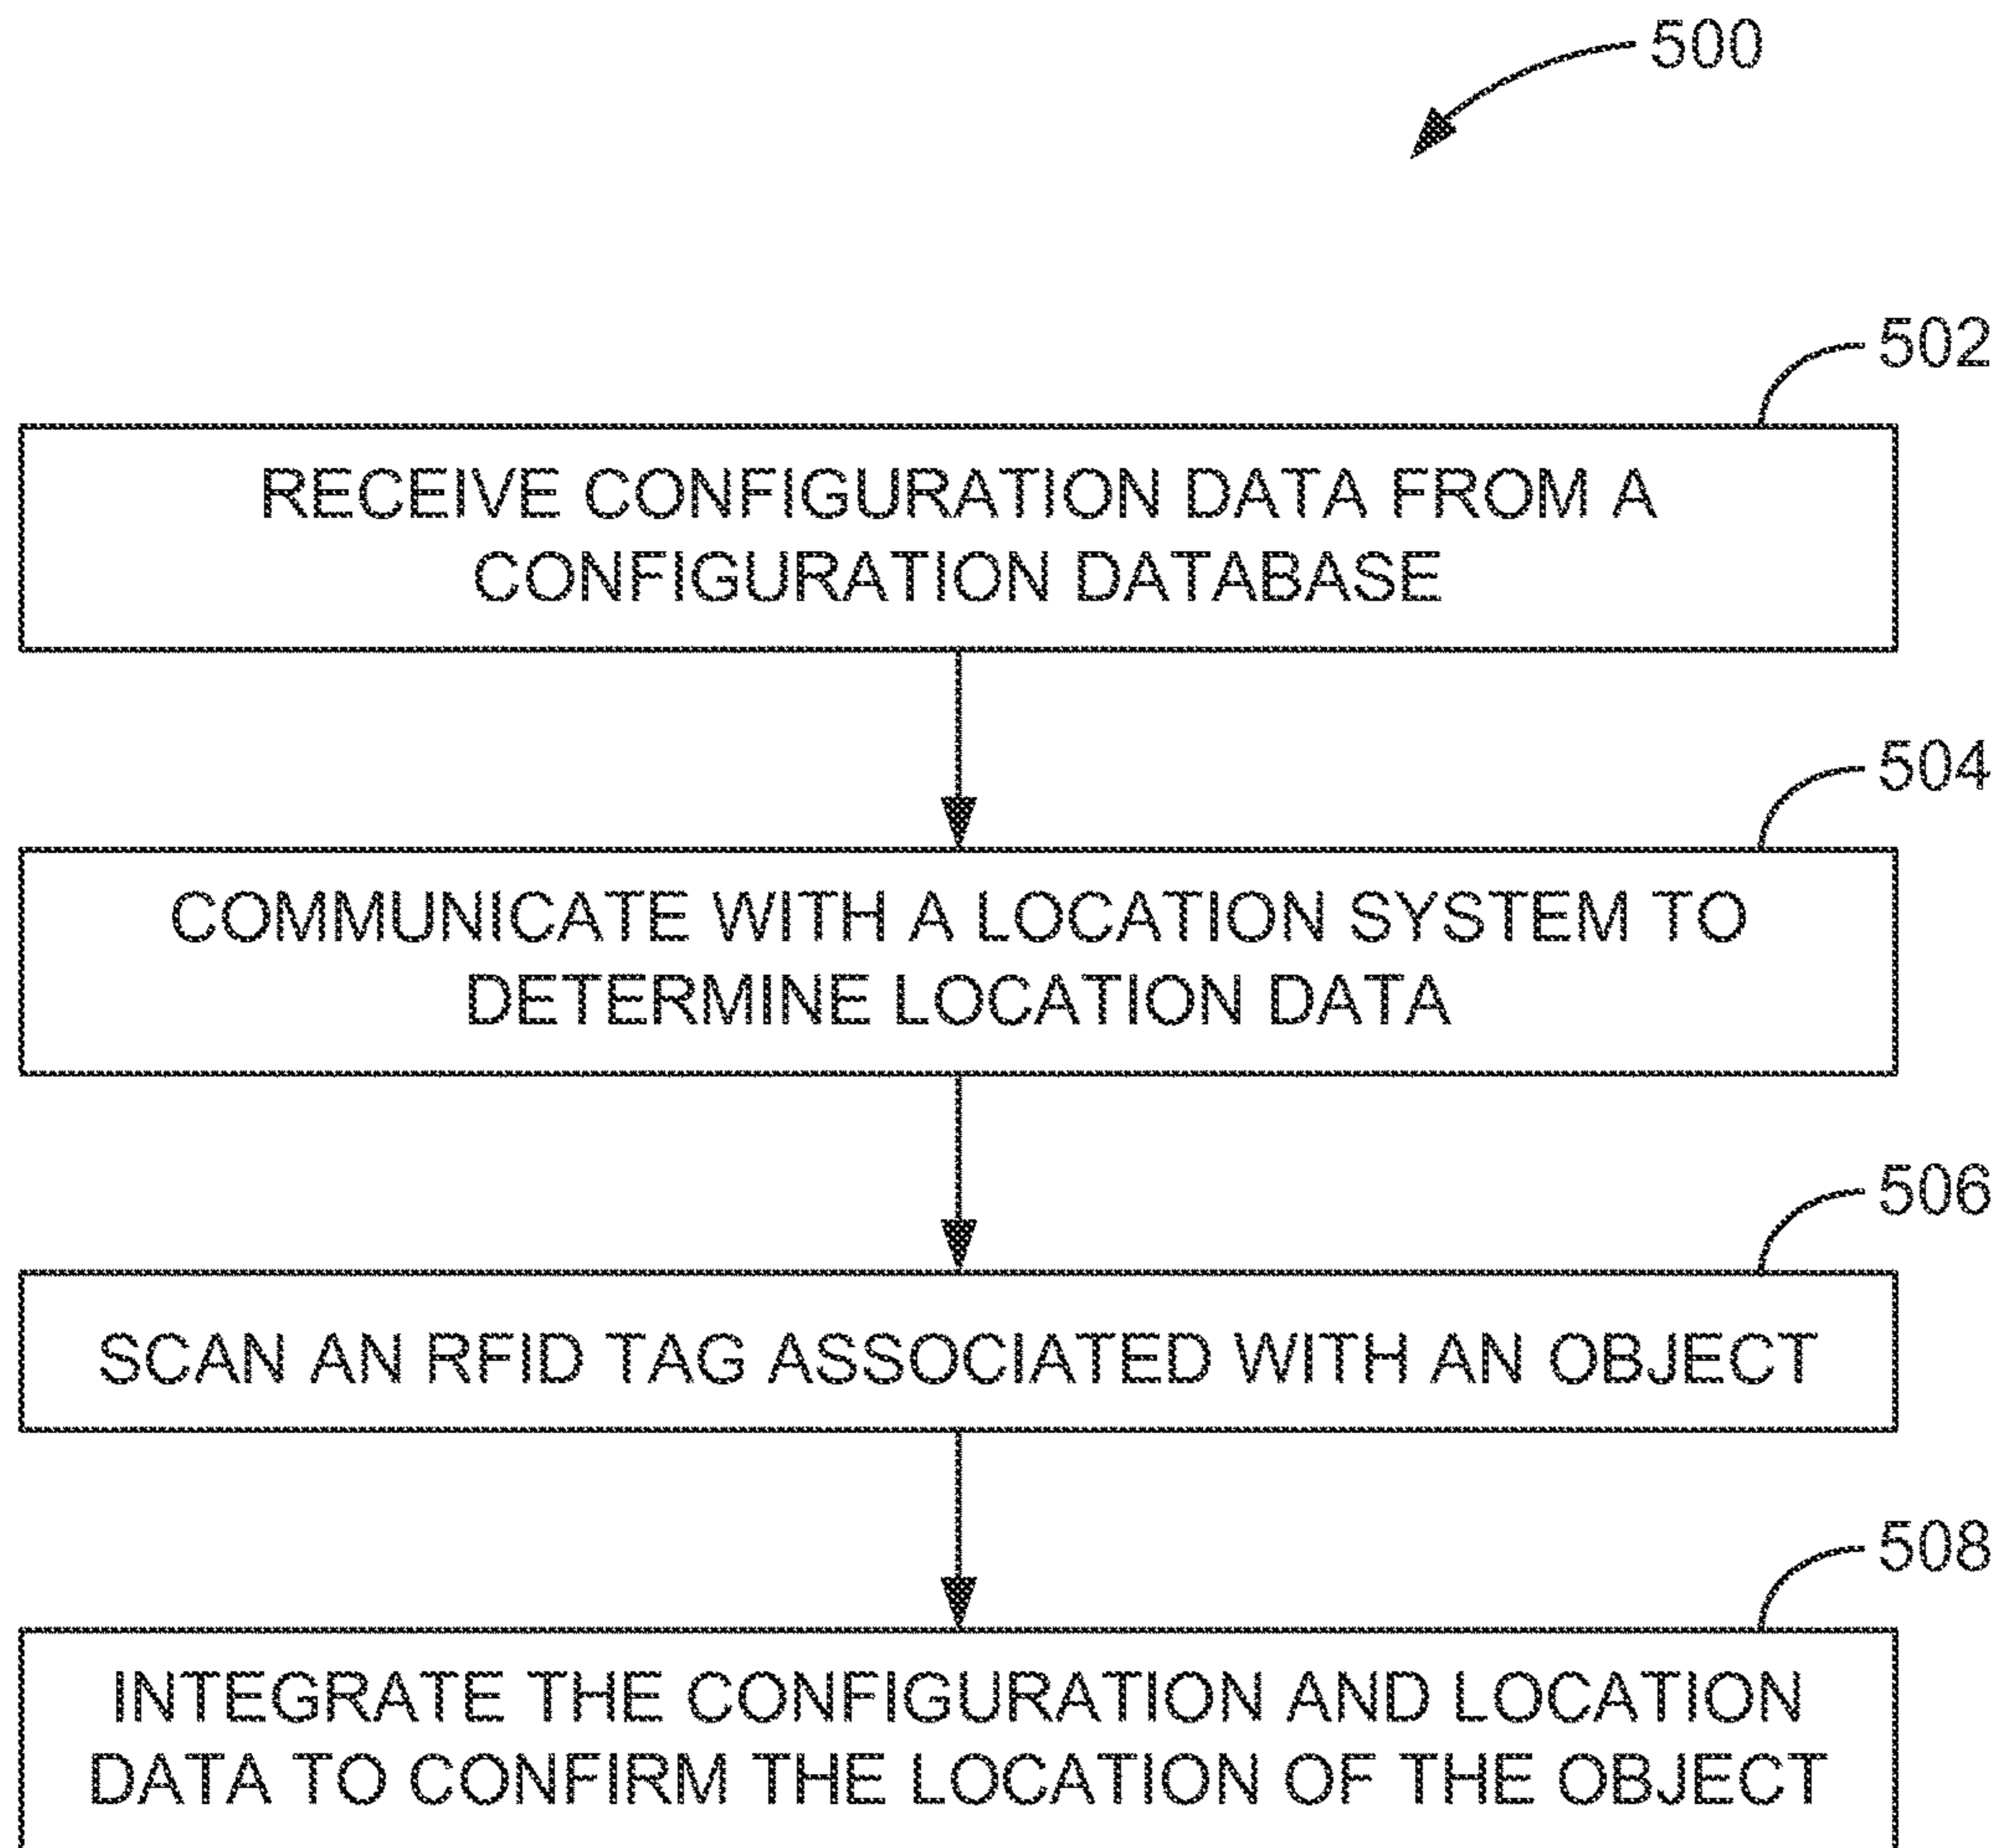 500
502
RECEIVE CONFIGURATION DATA FROM A
CONFIGURATION DATABASE
504
COMMUNICATE WITH A LOCATION SYSTEM TO
DETERMINE LOCATION DATA
506
SCAN AN RFID TAG ASSOCIATED WITH AN OBJECT
508
INTEGRATE THE CONFIGURATION AND LOCATION
DATA TO CONFIRM THE LOCATION OF THE OBJECT